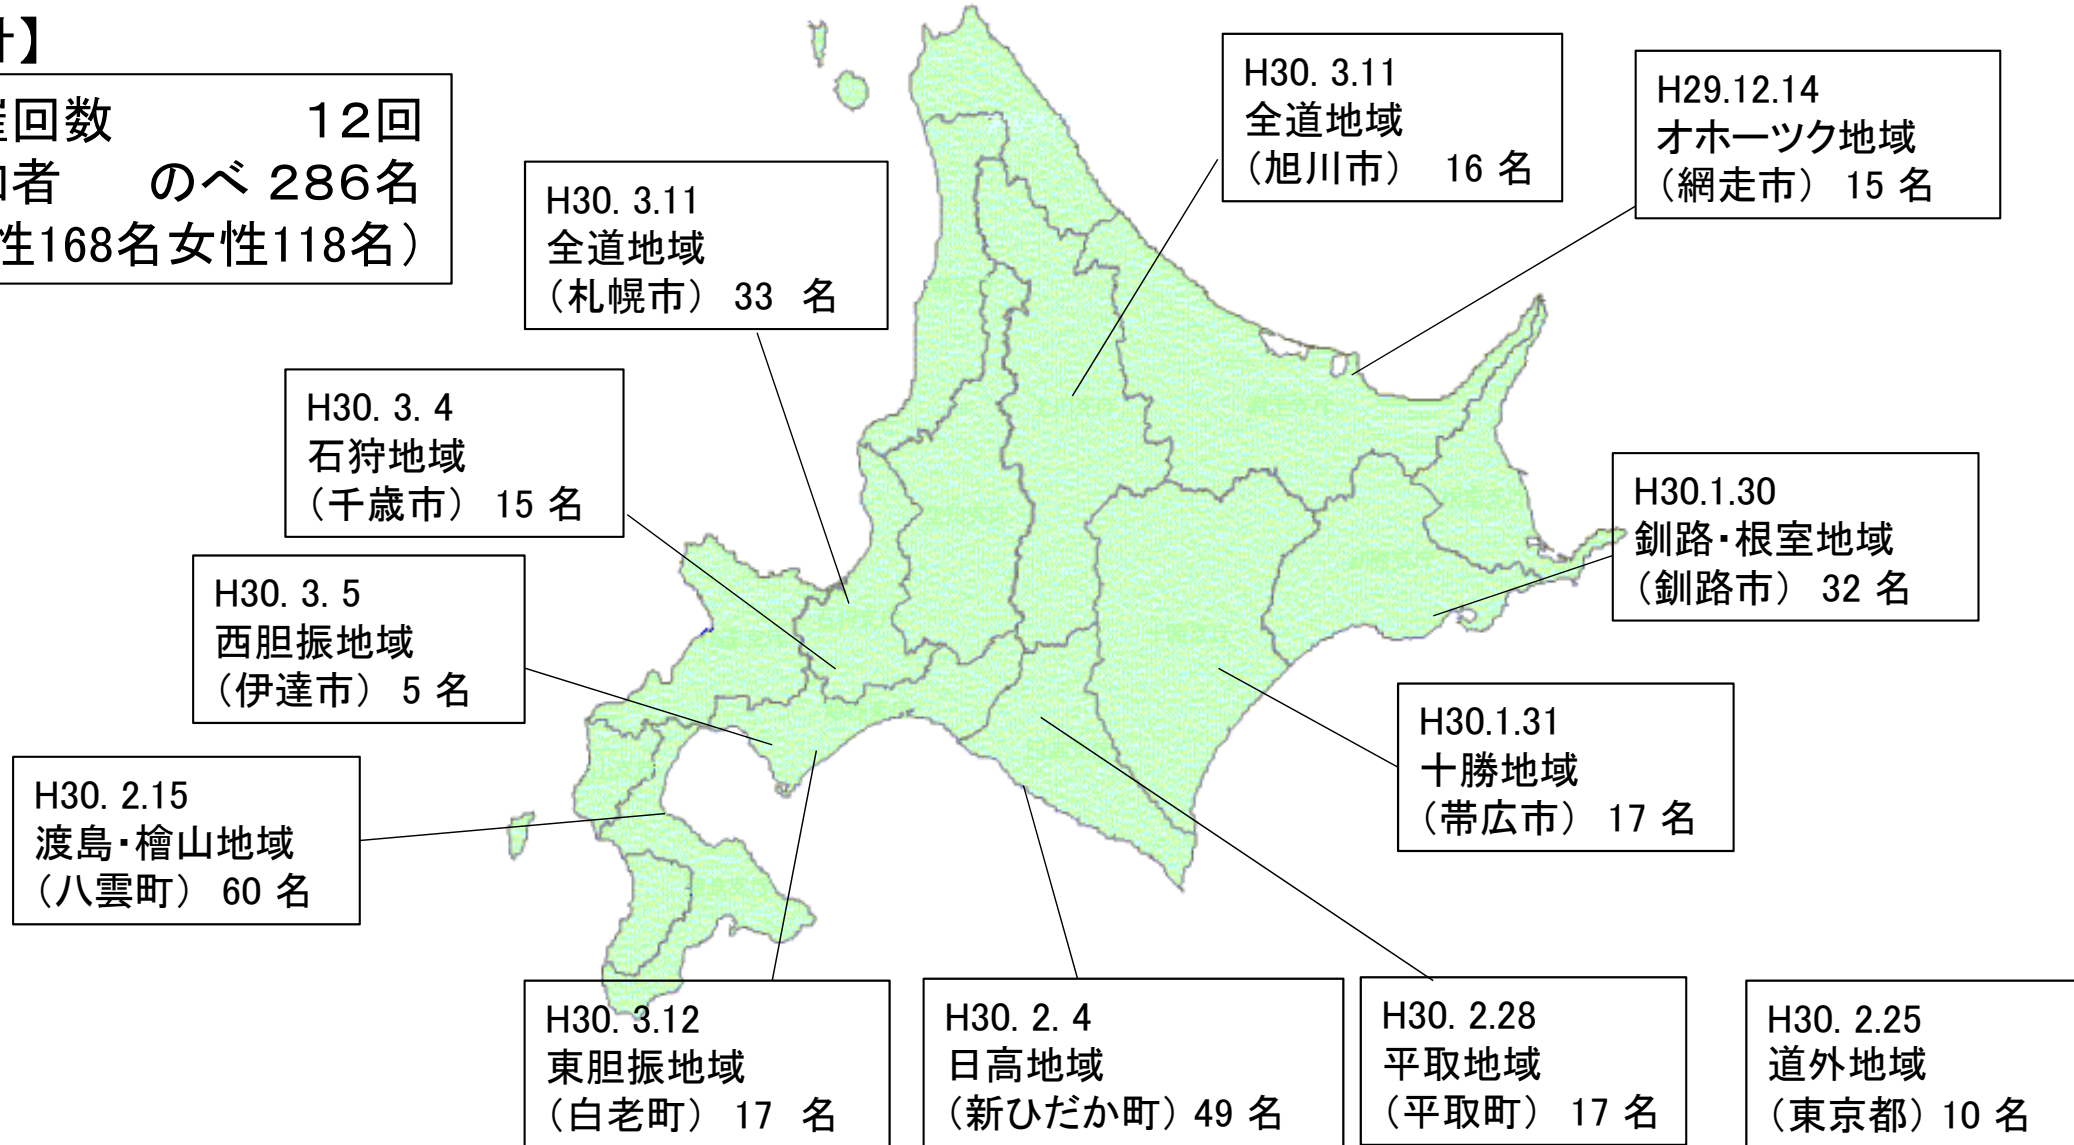 計】
催回数　１２回
加者　のべ ２８６名
性168名女性118名）
H30. 3.11
全道地域
（旭川市）　16 名
H29.12.14
オホーツク地域
（網走市） 15 名
H30. 3.11
全道地域
（札幌市） 33 名
H30. 3. 4
石狩地域
（千歳市） 15 名
H30.1.30
釧路・根室地域
（釧路市） 32 名
H30. 3. 5
西胆振地域
（伊達市） 5 名
H30.1.31
十勝地域
（帯広市） 17 名
H30. 2.15
渡島・檜山地域
（八雲町） 60 名
H30. 3.12
東胆振地域
（白老町） 17 名
H30. 2. 4
日高地域
（新ひだか町） 49 名
H30. 2.28
平取地域
（平取町） 17 名
H30. 2.25
道外地域
（東京都） 10 名